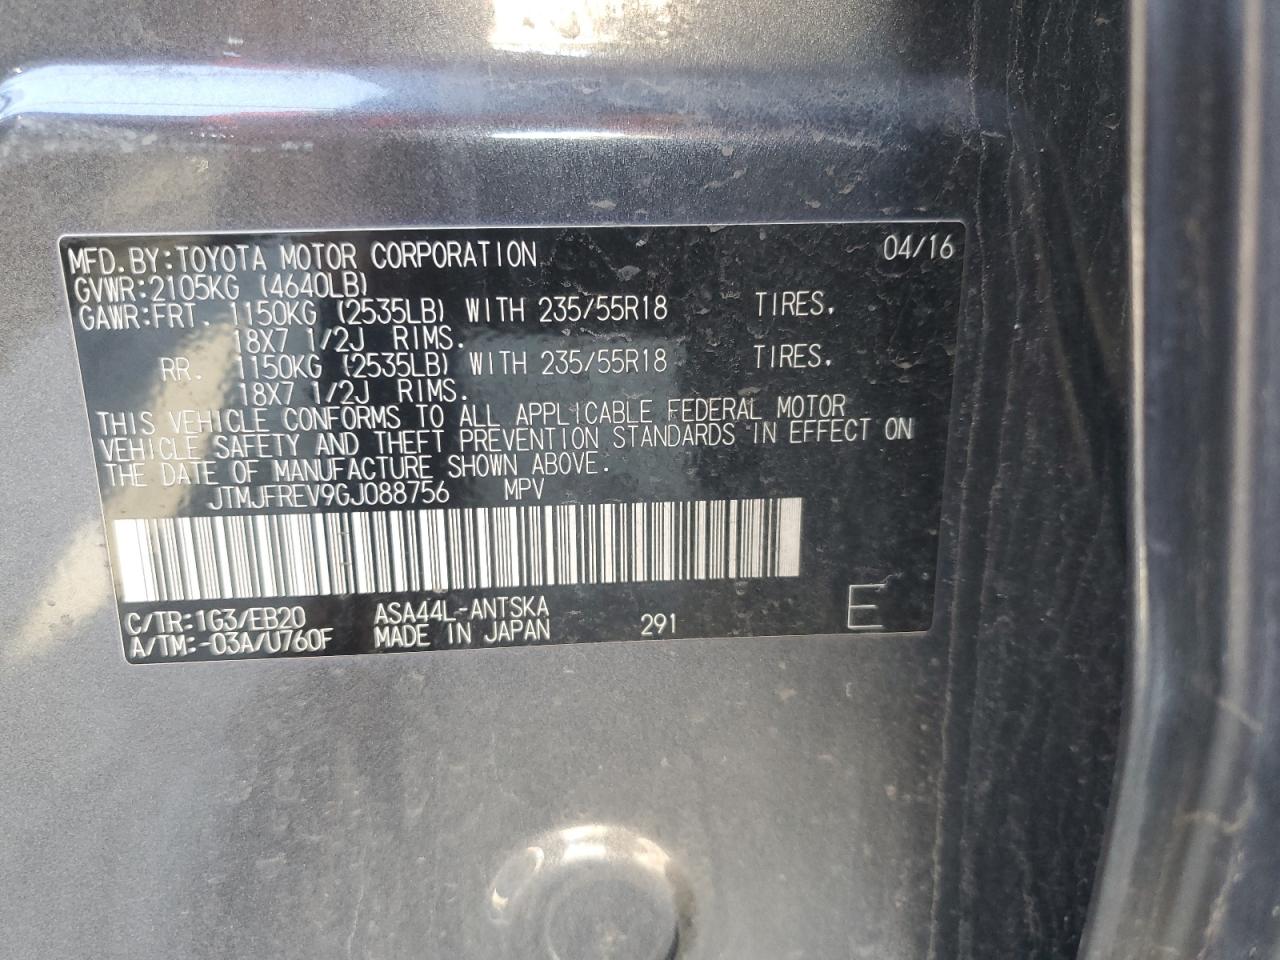 MFD.BY:TOYOTA MOTOR CORPORATION 04/16
GVWR:2105KG (4640LB)
GAWR:FRT. 1150KG (2535LB) WITH 235/55R18 TIRES,
18X7 1/2J RIMS.
RR. 1150KG (2535LB) WITH 235/55R18 TIRES,
18X7 1/2J RIMS.
THIS VEHICLE CONFORMS TO ALL APPLICABLE FEDERAL MOTOR
VEHICLE SAFETY AND THEFT PREVENTION STANDARDS IN EFFECT ON
THE DATE OF MANUFACTURE SHOWN ABOVE.
JTMJFREV9GJ088756 MPV
C/TR:1G3/EB20 ASA44L-ANTSKA
A/TM:-03A/U760F MADE IN JAPAN 291 E